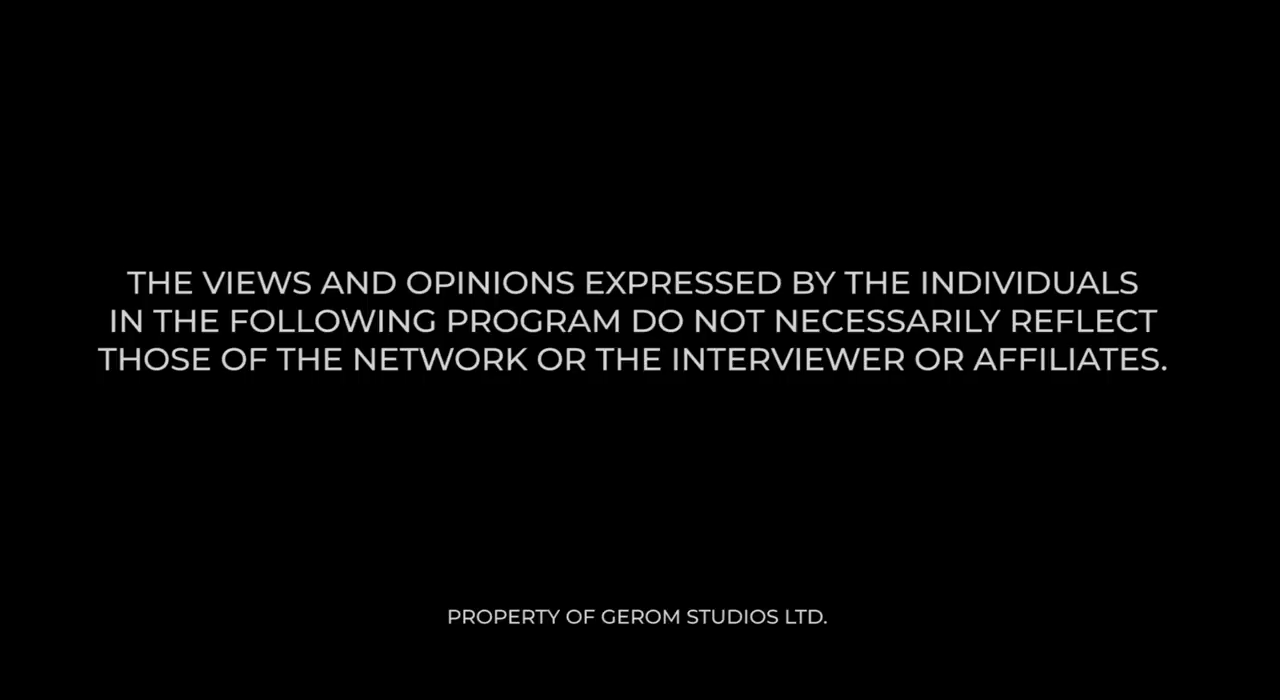 THE VIEWS AND OPINIONS EXPRESSED BY THE INDIVIDUALS
IN THE FOLLOWING PROGRAM DO NOT NECESSARILY REFLECT
THOSE OF THE NETWORK OR THE INTERVIEWER OR AFFILIATES.
PROPERTY OF GEROM STUDIOS LTD.